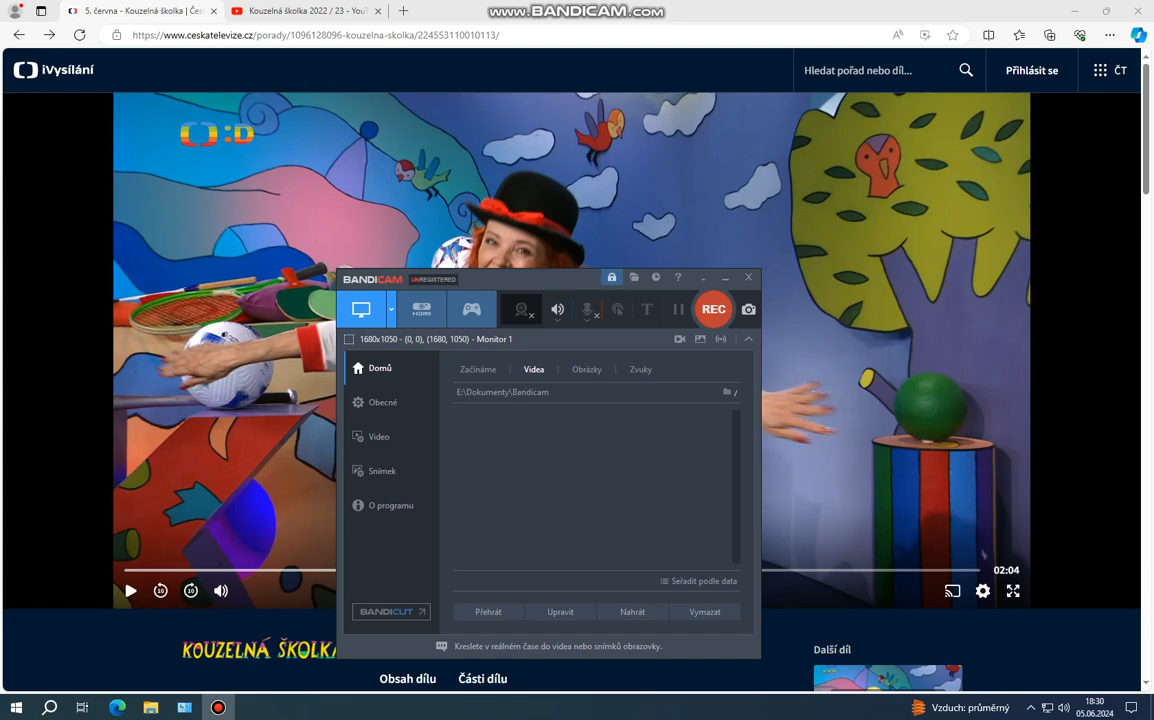 5. června - Kouzelná školka | Čes
Kouzelná školka 2022 / 23 - YouT
www.BANDICAM.com
https://www.ceskatelevize.cz/porady/1096128096-kouzelna-skolka/224553110010113/
iVysílání
Hledat pořad nebo díl...
Přihlásit se
ČT
:D
BANDICAM
UNREGISTERED
HDMI
REC
1680x1050 - (0, 0), (1680, 1050) - Monitor 1
Domů
Obecné
Video
Snímek
O programu
Začínáme
Videa
Obrázky
Zvuky
E:\Dokumenty\Bandicam
Seřadit podle data
BANDICUT
Přehrát
Upravit
Nahrát
Vymazat
Kreslete v reálném čase do videa nebo snímků obrazovky.
02:04
10
10
KOUZELNÁ ŠKOLKA
Obsah dílu
Části dílu
Další díl
Vzduch: průměrný
18:30
05.06.2024